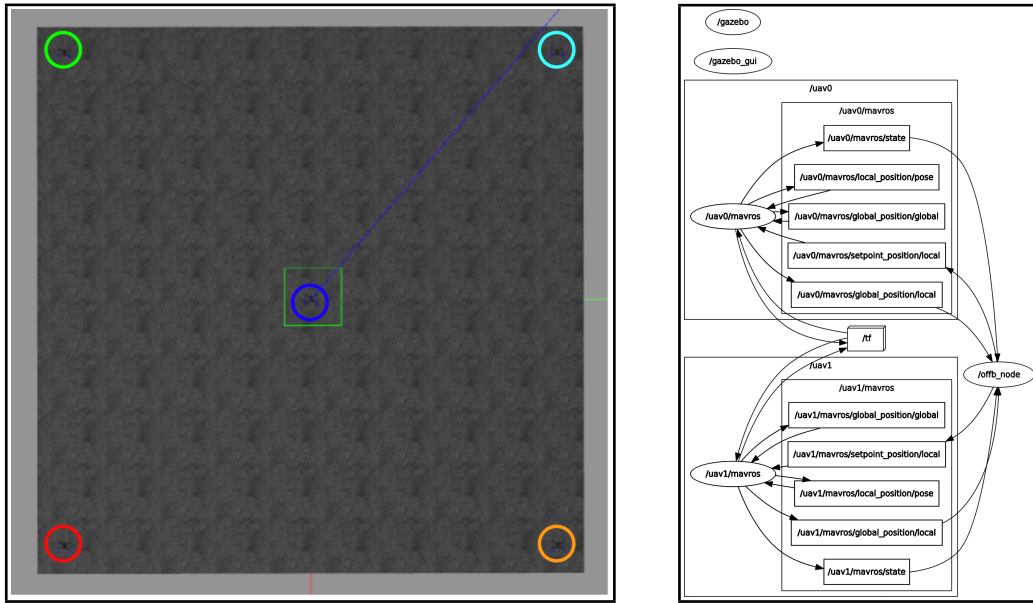 /gazebo
/gazebo_gui
/uav0
/uav0/mavros
/uav0/mavros/state
/uav0/mavros/local_position/pose
/uav0/mavros
/uav0/mavros/global_position/global
/uav0/mavros/setpoint_position/local
/uav0/mavros/global_position/local
/tf
/uav1
/offb_node
/uav1/mavros
/uav1/mavros/global_position/global
/uav1/mavros/setpoint_position/local
/uav1/mavros
/uav1/mavros/local_position/pose
/uav1/mavros/global_position/local
/uav1/mavros/state